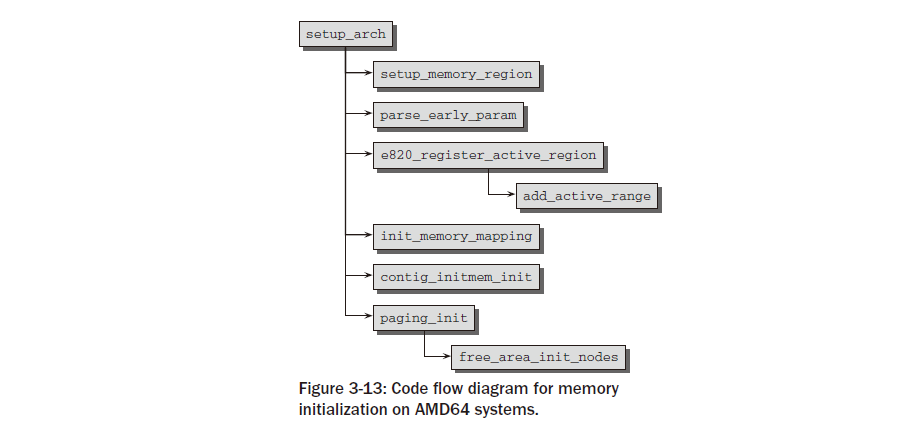 setup_arch
setup_memory_region
parse_early_param
e820_register_active_region
add_active_range
init_memory_mapping
contig_initmem_init
paging_init
free_area_init_nodes
Figure 3-13: Code flow diagram for memory
initialization on AMD64 systems.